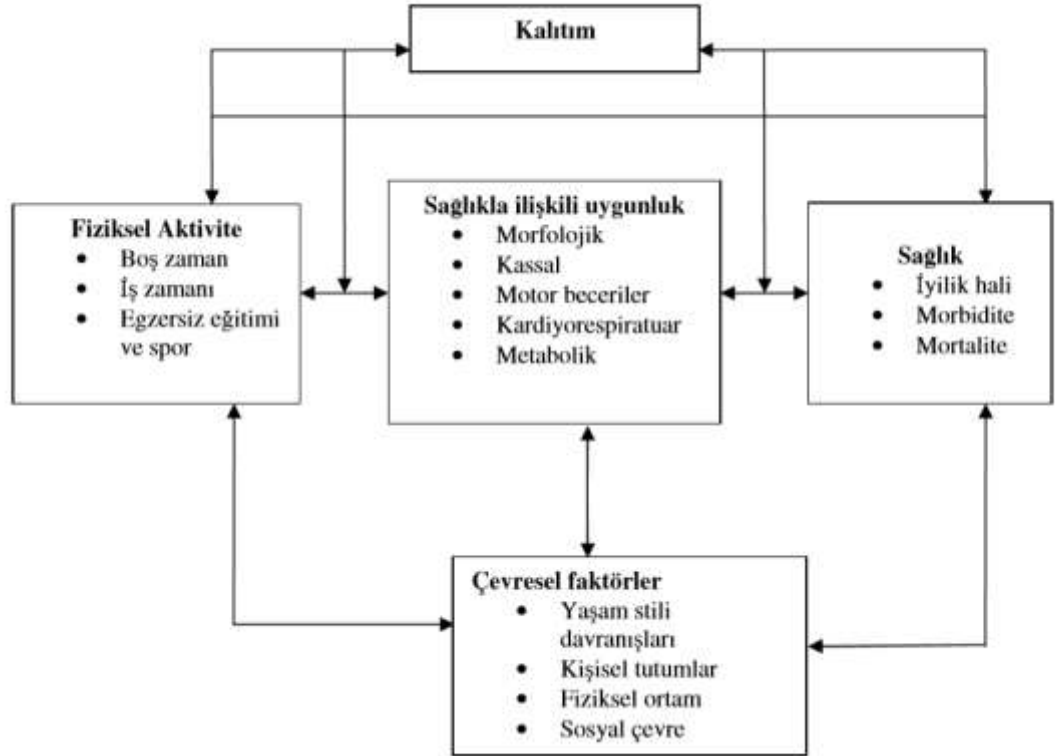 Kalıtım
Fiziksel Aktivite
• Boş zaman
• İş zamanı
• Egzersiz eğitimi
ve spor
Sağlıkla ilişkili uygunluk
• Morfolojik
• Kassal
• Motor beceriler
• Kardiyorespiratuar
• Metabolik
Sağlık
• İyilik hali
• Morbidite
• Mortalite
Çevresel faktörler
• Yaşam stili
davranışları
• Kişisel tutumlar
• Fiziksel ortam
• Sosyal çevre